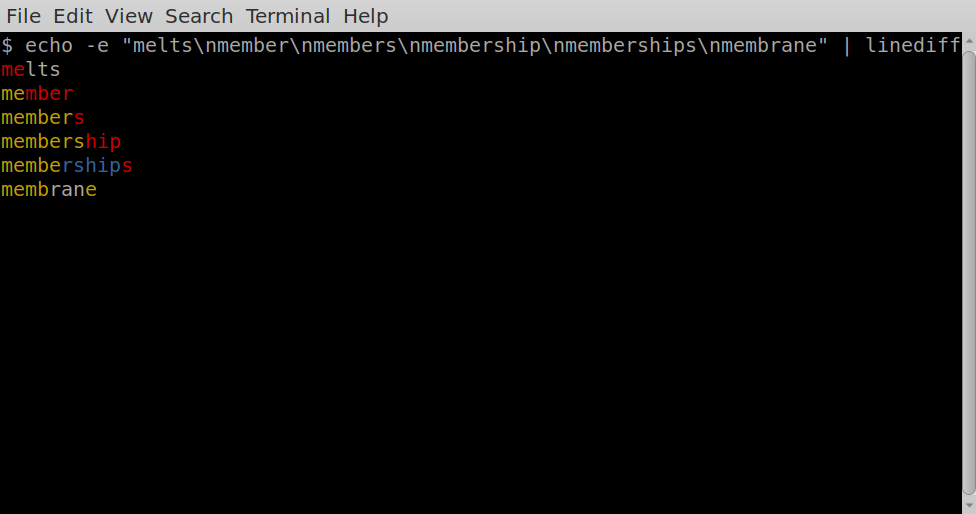 File Edit View Search Terminal Help
$ echo -e "melts\nmember\nmembers\nmembership\nmemberships\nmembrane" | linediff
melts
member
members
membership
memberships
membrane